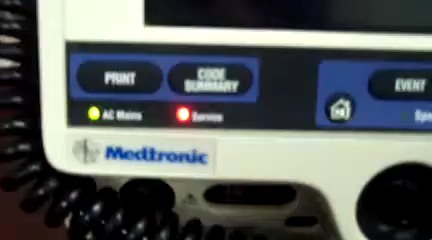 PRINT
CODE
SUMMARY
EVENT
AC Mains
Service
Medtronic